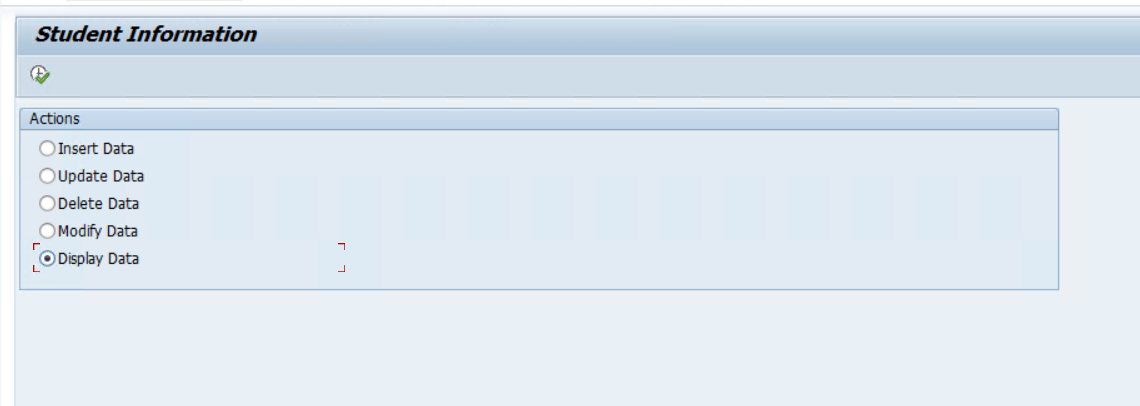 Student Information
Actions
Insert Data
Update Data
Delete Data
Modify Data
Display Data